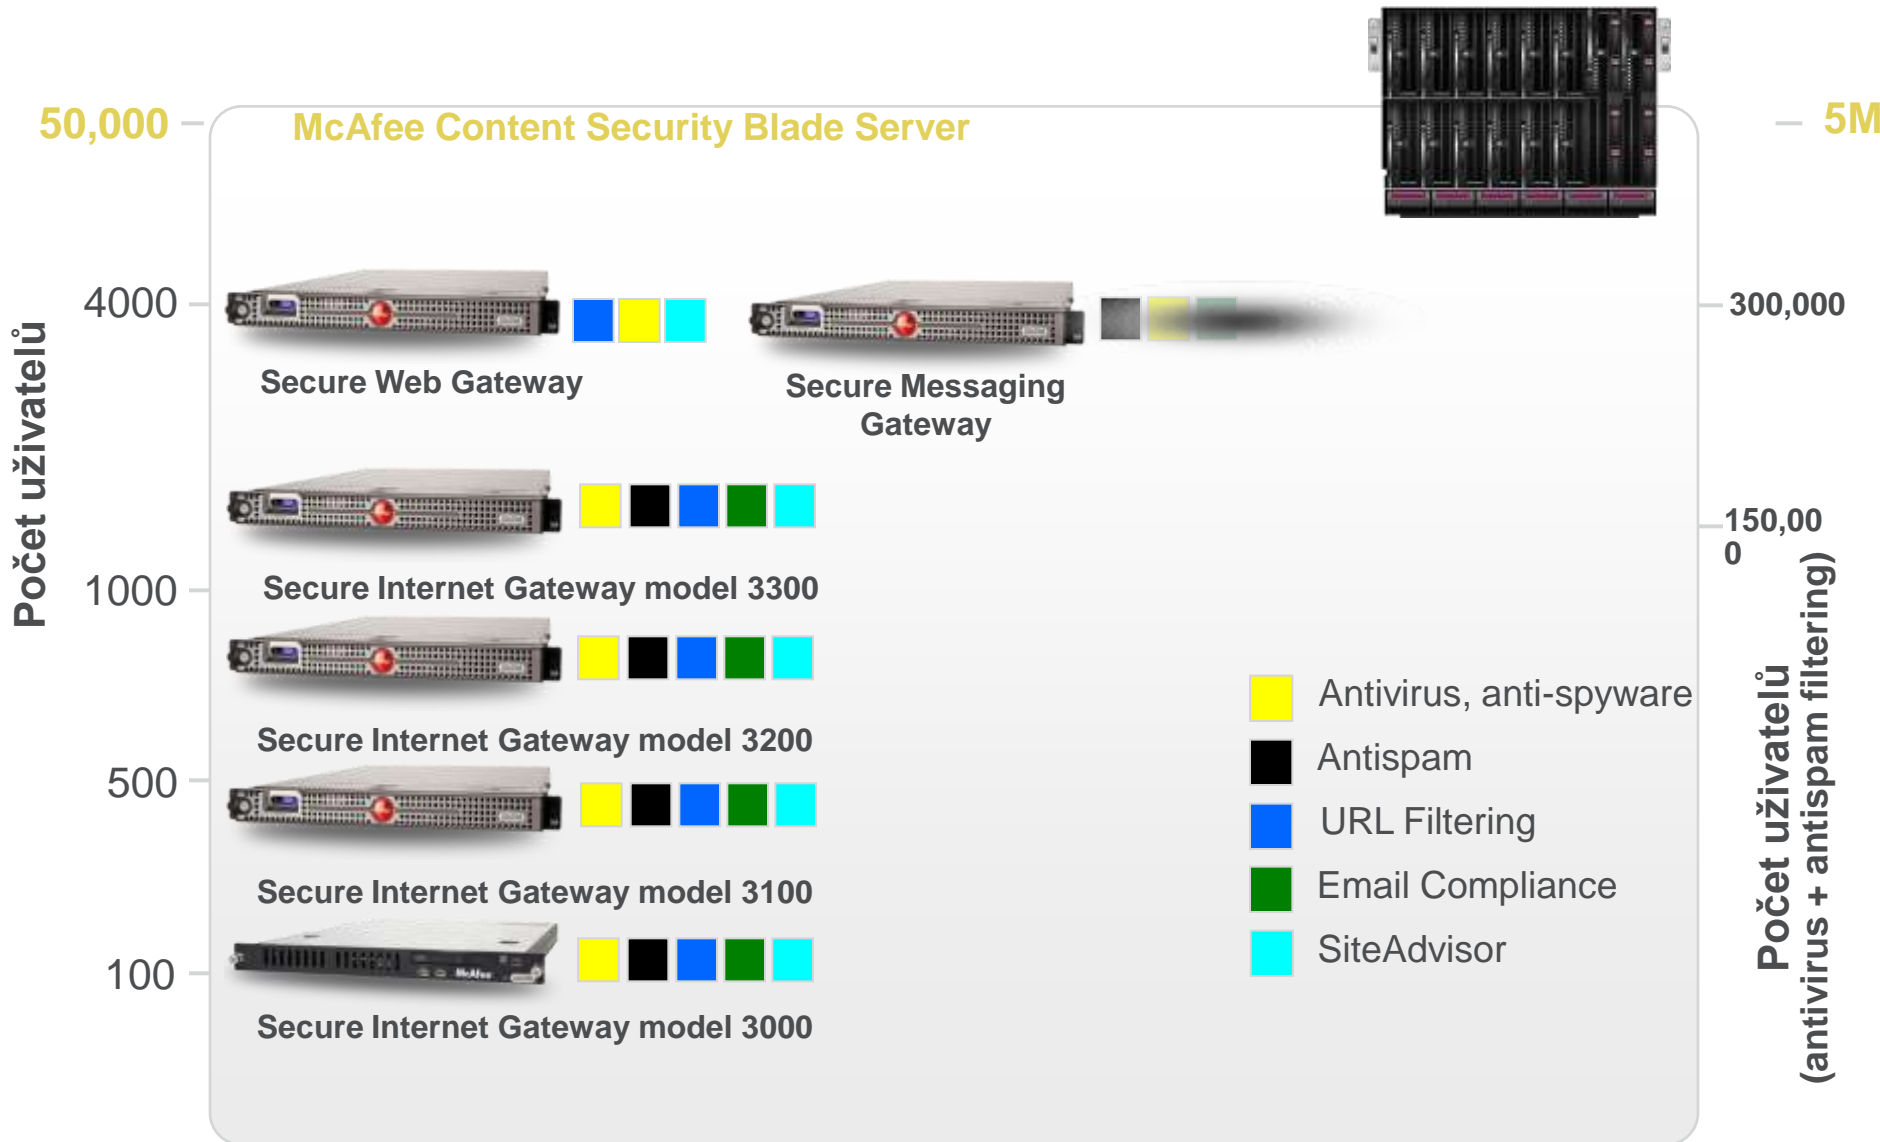 50,000
McAfee Content Security Blade Server
5M
4000
300,000
Secure Web Gateway
Secure Messaging
Gateway
Počet uživatelů
150,00
0
1000
Secure Internet Gateway model 3300
Secure Internet Gateway model 3200
500
Secure Internet Gateway model 3100
McAfee
100
Secure Internet Gateway model 3000
Antivirus, anti-spyware
Antispam
URL Filtering
Email Compliance
SiteAdvisor
Počet uživatelů
(antivirus + antispam filtering)